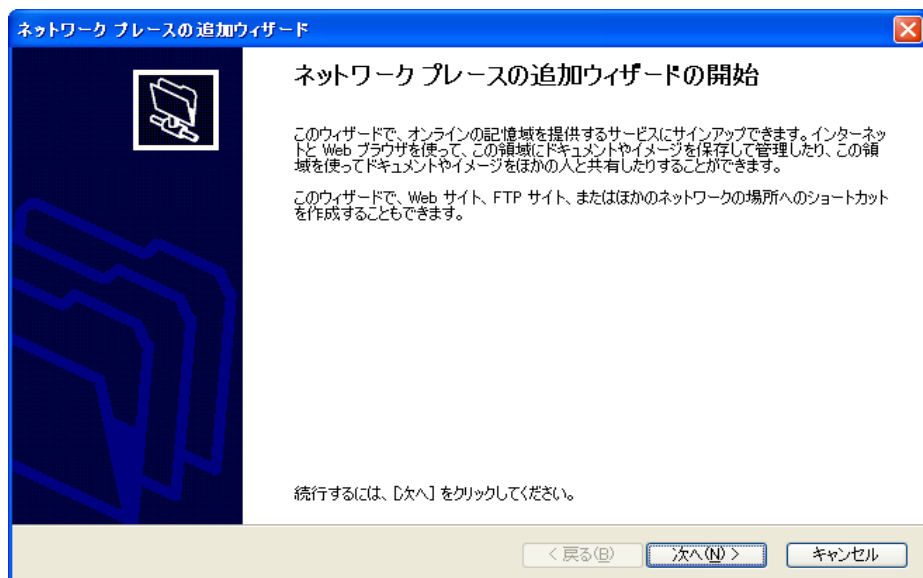 ネットワーク プレースの追加ウィザード
ネットワーク プレースの追加ウィザードの開始
このウィザードで、オンラインの記憶域を提供するサービスにサインアップできます。インターネッ
トと Web ブラウザを使って、この領域にドキュメントやイメージを保存して管理したり、この領
域を使ってドキュメントやイメージをほかの人と共有したりすることができます。
このウィザードで、Web サイト、FTP サイト、またはほかのネットワークの場所へのショートカット
を作成することもできます。
続行するには、[次へ] をクリックしてください。
< 戻る(B) 次へ(N) > キャンセル